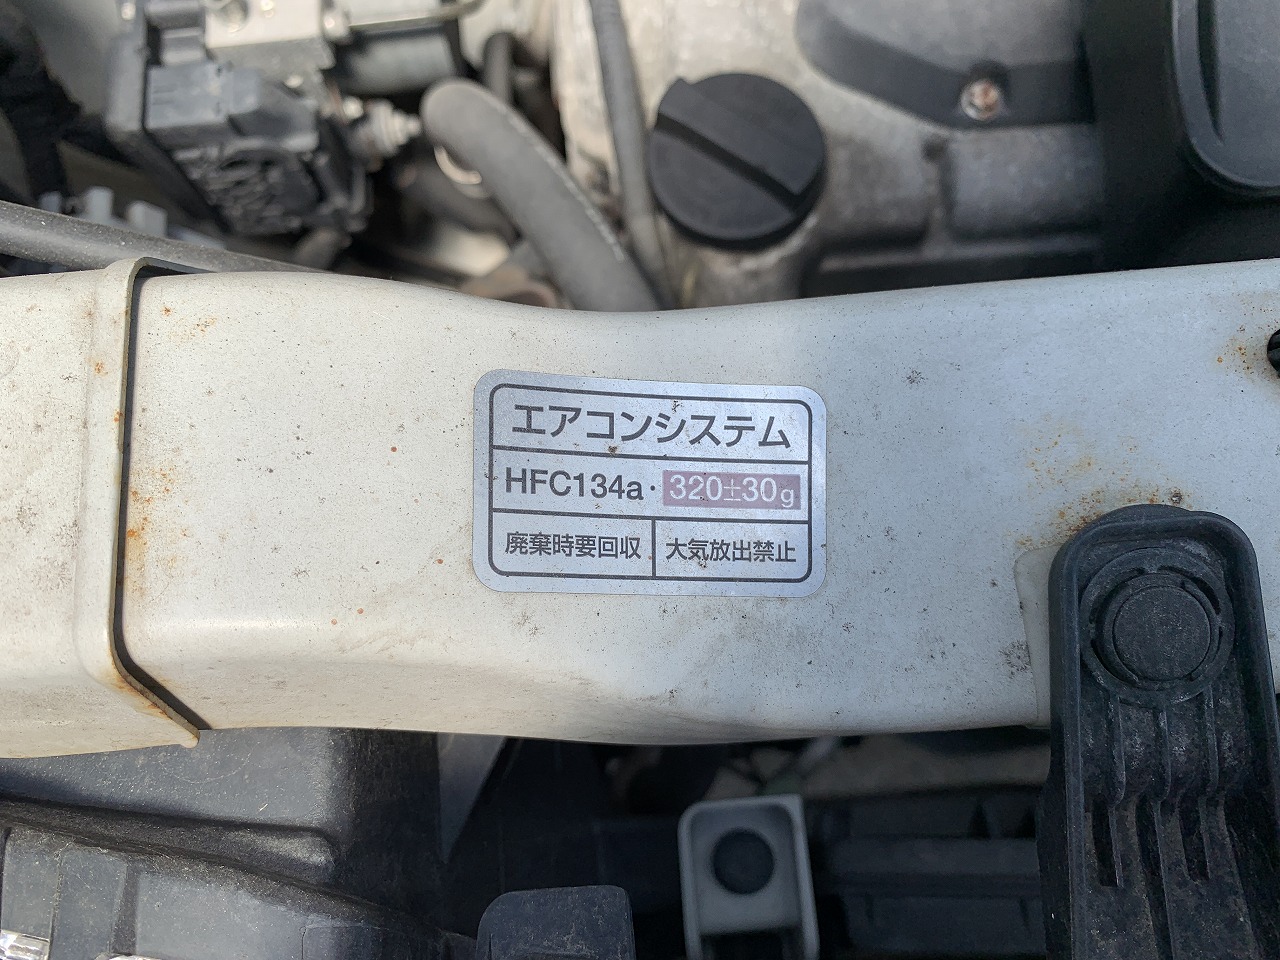 エアコンシステム
HFC134a・320±30g
廃棄時要回収 大気放出禁止